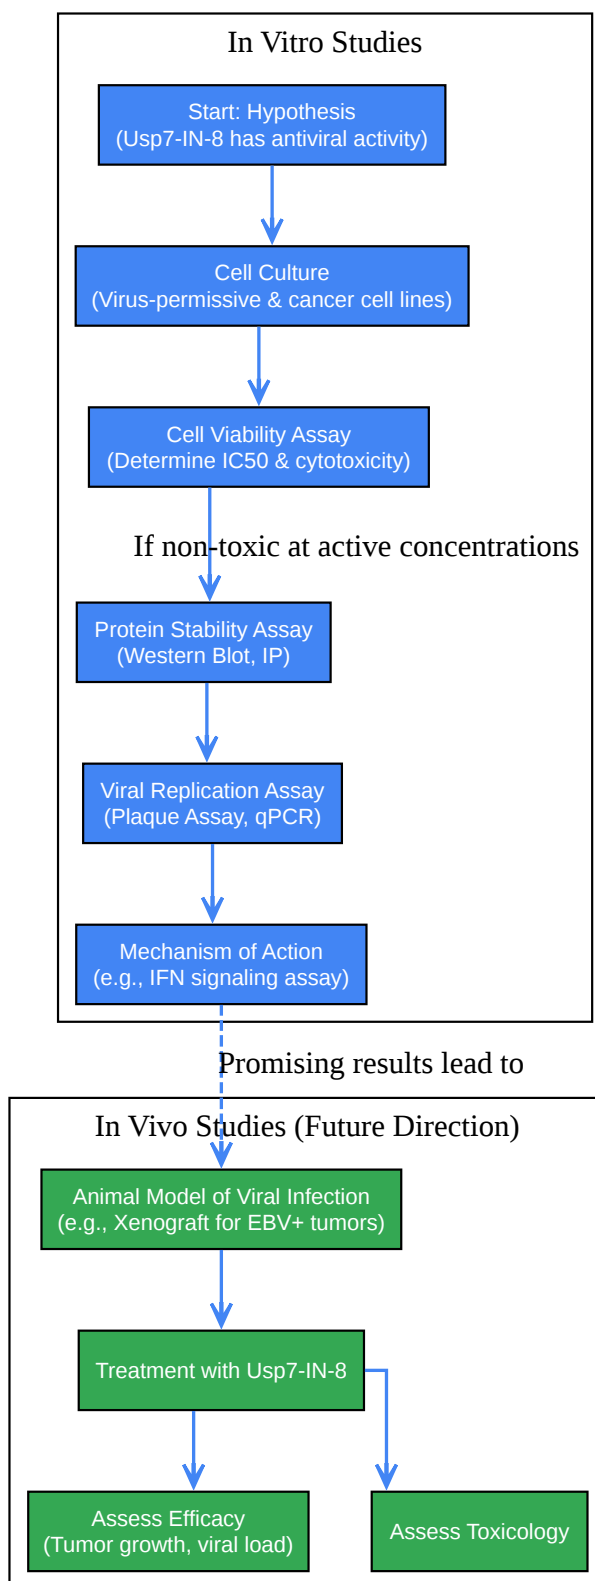 In Vitro Studies
Start: Hypothesis
(Usp7-IN-8 has antiviral activity)
Cell Culture
(Virus-permissive & cancer cell lines)
Cell Viability Assay
(Determine IC50 & cytotoxicity)
If non-toxic at active concentrations
Protein Stability Assay
(Western Blot, IP)
Viral Replication Assay
(Plaque Assay, qPCR)
Mechanism of Action
(e.g., IFN signaling assay)
Promising results lead to
In Vivo Studies (Future Direction)
Animal Model of Viral Infection
(e.g., Xenograft for EBV+ tumors)
Treatment with Usp7-IN-8
Assess Efficacy
(Tumor growth, viral load)
Assess Toxicology